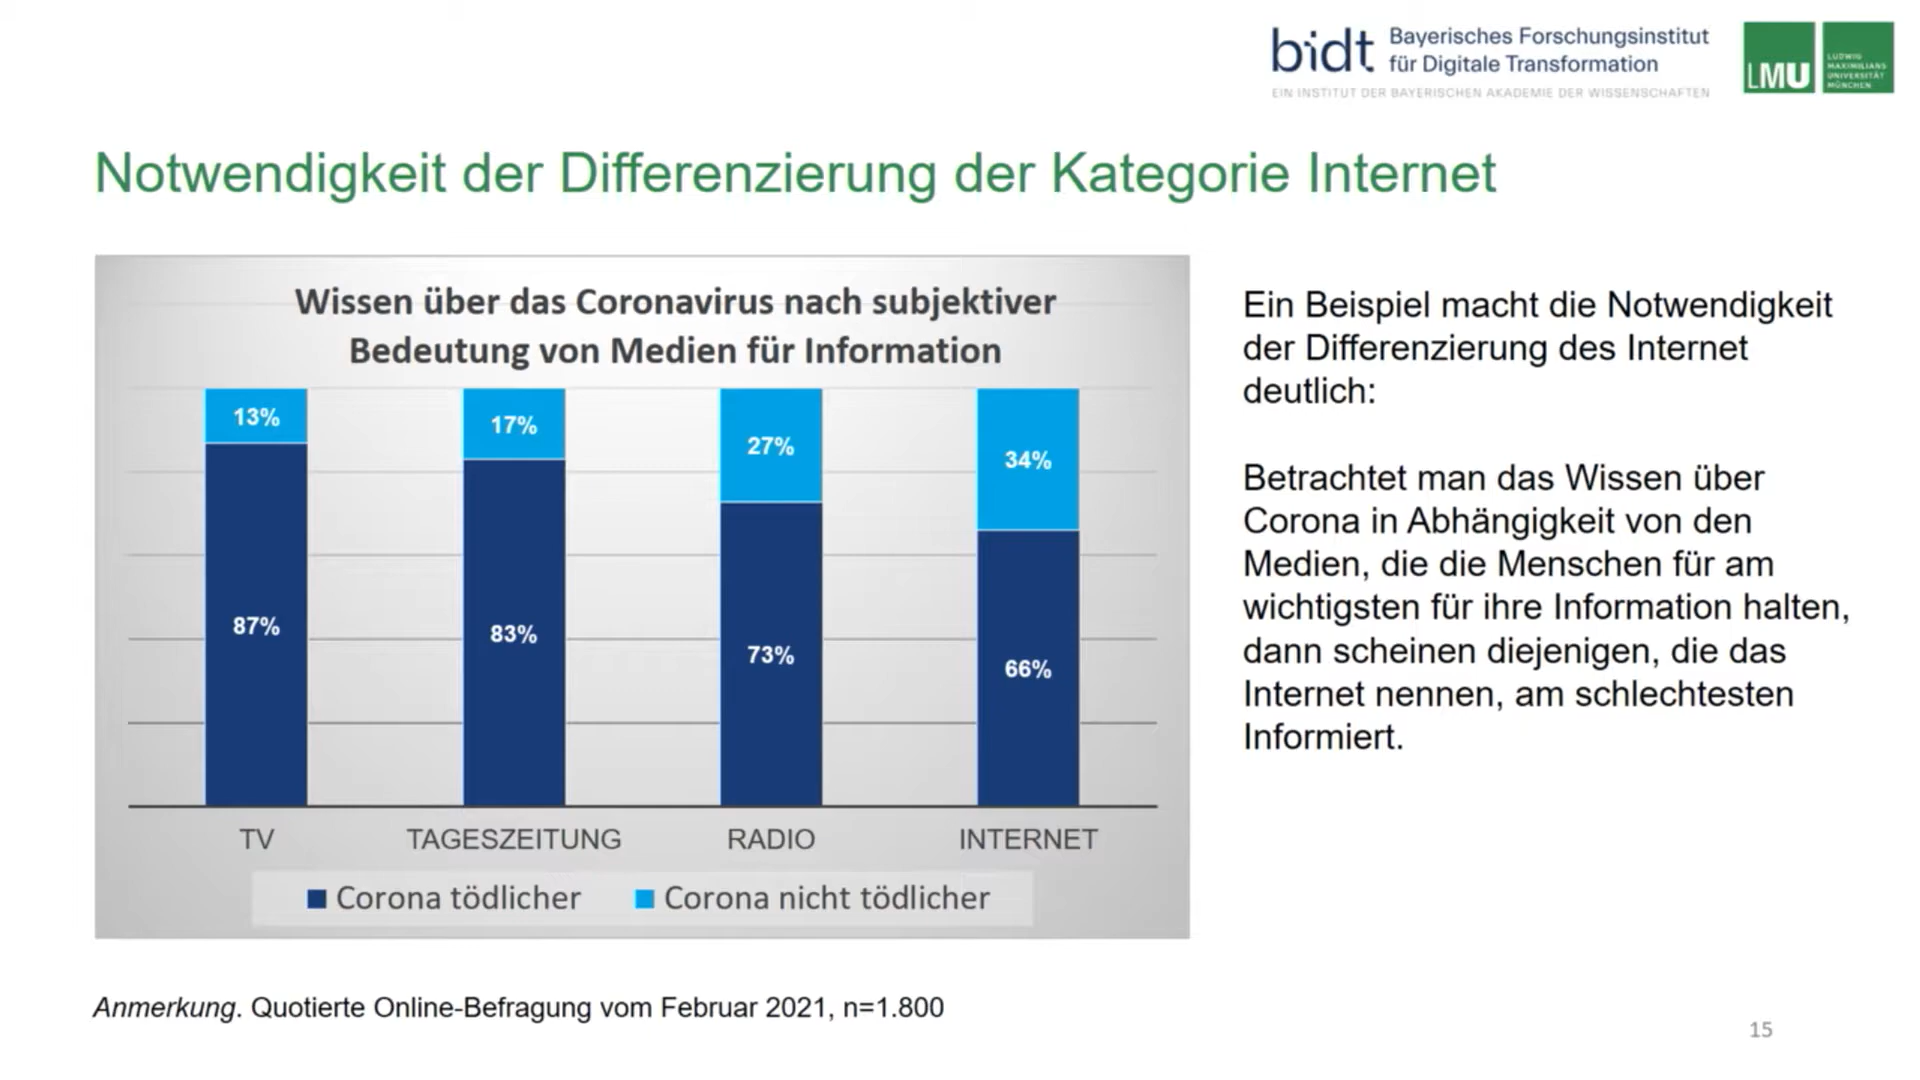 bidt Bayerisches Forschungsinstitut
für Digitale Transformation
EIN INSTITUT DER BAYERISCHEN AKADEMIE DER WISSENSCHAFTEN
LMU
LUDWIG
MAXIMILIANS
UNIVERSITÄT
MÜNCHEN
Notwendigkeit der Differenzierung der Kategorie Internet
Wissen über das Coronavirus nach subjektiver
Bedeutung von Medien für Information
13% 17% 27% 34%
87% 83% 73% 66%
TV TAGESZEITUNG RADIO INTERNET
Corona tödlicher Corona nicht tödlicher
Ein Beispiel macht die Notwendigkeit
der Differenzierung des Internet
deutlich:
Betrachtet man das Wissen über
Corona in Abhängigkeit von den
Medien, die die Menschen für am
wichtigsten für ihre Information halten,
dann scheinen diejenigen, die das
Internet nennen, am schlechtesten
Informiert.
Anmerkung. Quotierte Online-Befragung vom Februar 2021, n=1.800
15